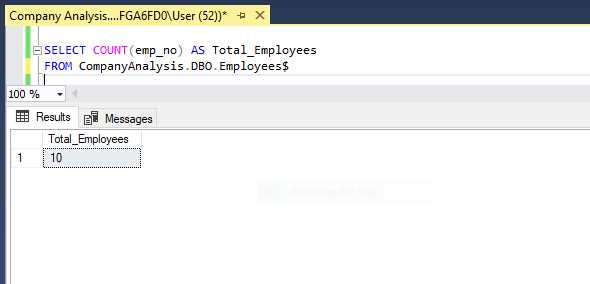 Company Analysis....FGA6FD0\User (52))*
SELECT COUNT(emp_no) AS Total_Employees
FROM CompanyAnalysis.DBO.Employees$
100 %
Results
Messages
Total_Employees
1
10
Rectangular Snip